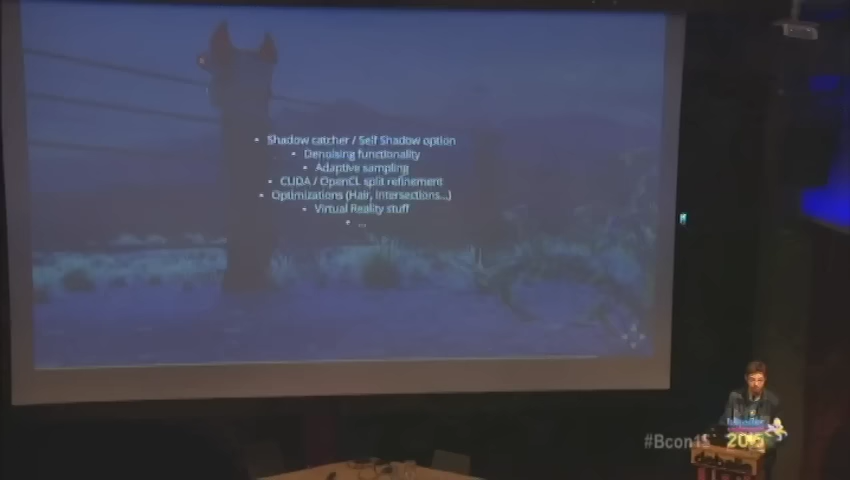 • Shadow catcher / Self Shadow option
• Denoising functionality
• Adaptive sampling
• CUDA / OpenCL split refinement
• Optimizations (Hair, Intersections...)
• Virtual Reality stuff
• ...
#Bcon15
2015